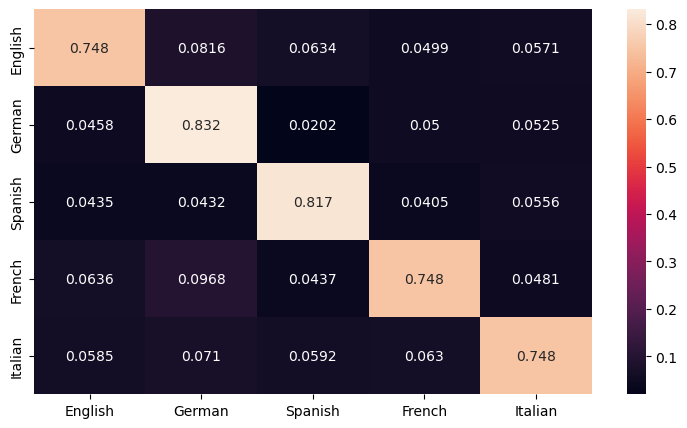 English 0.748 0.0816 0.0634 0.0499 0.0571
German 0.0458 0.832 0.0202 0.05 0.0525
Spanish 0.0435 0.0432 0.817 0.0405 0.0556
French 0.0636 0.0968 0.0437 0.748 0.0481
Italian 0.0585 0.071 0.0592 0.063 0.748
English German Spanish French Italian
0.8
0.7
0.6
0.5
0.4
0.3
0.2
0.1